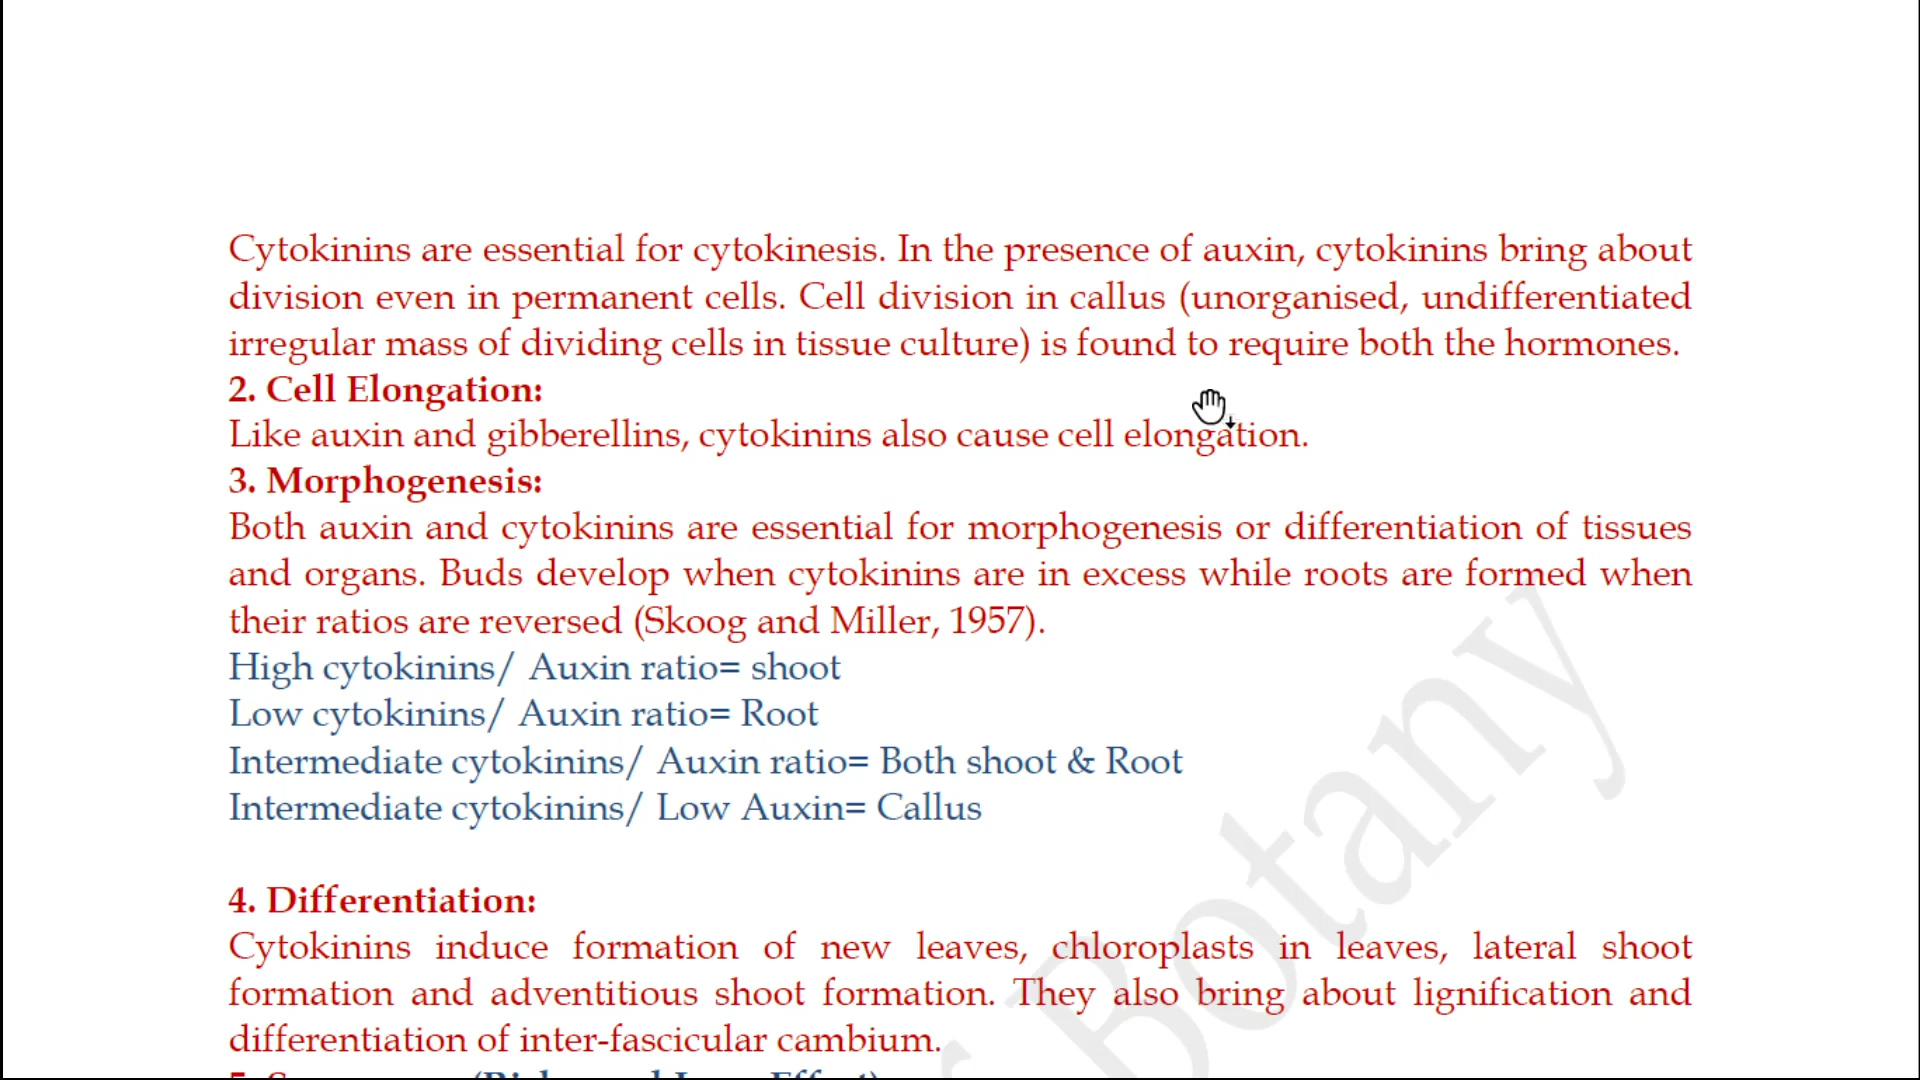 Cytokinins are essential for cytokinesis. In the presence of auxin, cytokinins bring about
division even in permanent cells. Cell division in callus (unorganised, undifferentiated
irregular mass of dividing cells in tissue culture) is found to require both the hormones.
2. Cell Elongation:
Like auxin and gibberellins, cytokinins also cause cell elongation.
3. Morphogenesis:
Both auxin and cytokinins are essential for morphogenesis or differentiation of tissues
and organs. Buds develop when cytokinins are in excess while roots are formed when
their ratios are reversed (Skoog and Miller, 1957).
High cytokinins/ Auxin ratio= shoot
Low cytokinins/ Auxin ratio= Root
Intermediate cytokinins/ Auxin ratio= Both shoot & Root
Intermediate cytokinins/ Low Auxin= Callus
4. Differentiation:
Cytokinins induce formation of new leaves, chloroplasts in leaves, lateral shoot
formation and adventitious shoot formation. They also bring about lignification and
differentiation of inter-fascicular cambium.
Botany